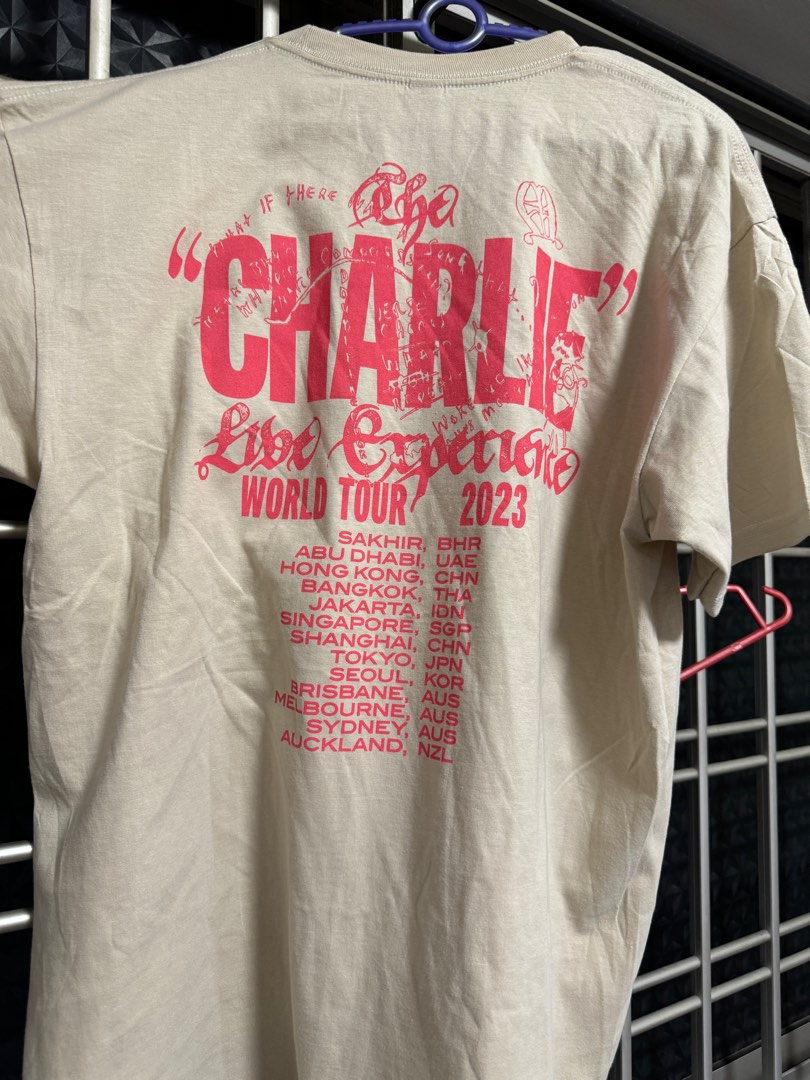 WHAT IF THERE
The
"CHARLIE"
Live Experience
WORLD TOUR 2023
SAKHIR, BHR
ABU DHABI, UAE
HONG KONG, CHN
BANGKOK, THA
JAKARTA, IDN
SINGAPORE, SGP
SHANGHAI, CHN
TOKYO, JPN
SEOUL, KOR
BRISBANE, AUS
MELBOURNE, AUS
SYDNEY, AUS
AUCKLAND, NZL